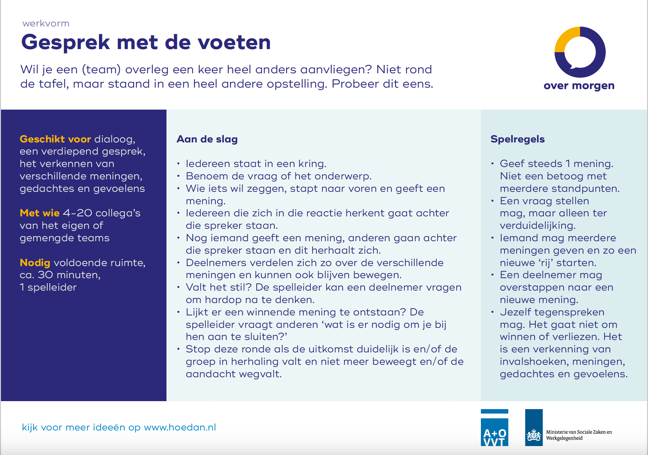 werkvorm
Gesprek met de voeten
Wil je een (team) overleg een keer heel anders aanvliegen? Niet rond
de tafel, maar staand in een heel andere opstelling. Probeer dit eens.
over morgen
Geschikt voor dialoog,
een verdiepend gesprek,
het verkennen van
verschillende meningen,
gedachtes en gevoelens
Met wie 4-20 collega's
van het eigen of
gemengde teams
Nodig voldoende ruimte,
ca. 30 minuten,
1 spelleider
Aan de slag
• Iedereen staat in een kring.
• Benoem de vraag of het onderwerp.
• Wie iets wil zeggen, stapt naar voren en geeft een
mening.
• Iedereen die zich in die reactie herkent gaat achter
die spreker staan.
• Nog iemand geeft een mening, anderen gaan achter
die spreker staan en dit herhaalt zich.
• Deelnemers verdelen zich zo over de verschillende
meningen en kunnen ook blijven bewegen.
• Valt het stil? De spelleider kan een deelnemer vragen
om hardop na te denken.
• Lijkt er een winnende mening te ontstaan? De
spelleider vraagt anderen 'wat is er nodig om je bij
hen aan te sluiten?'
• Stop deze ronde als de uitkomst duidelijk is en/of de
groep in herhaling valt en niet meer beweegt en/of de
aandacht wegvalt.
Spelregels
• Geef steeds 1 mening.
Niet een betoog met
meerdere standpunten.
• Een vraag stellen
mag, maar alleen ter
verduidelijking.
• Iemand mag meerdere
meningen geven en zo een
nieuwe 'rij' starten.
• Een deelnemer mag
overstappen naar een
nieuwe mening.
• Jezelf tegenspreken
mag. Het gaat niet om
winnen of verliezen. Het
is een verkenning van
invalshoeken, meningen,
gedachtes en gevoelens.
kijk voor meer ideeën op www.hoedan.nl
A+O
VVT
Ministerie van Sociale Zaken en
Werkgelegenheid